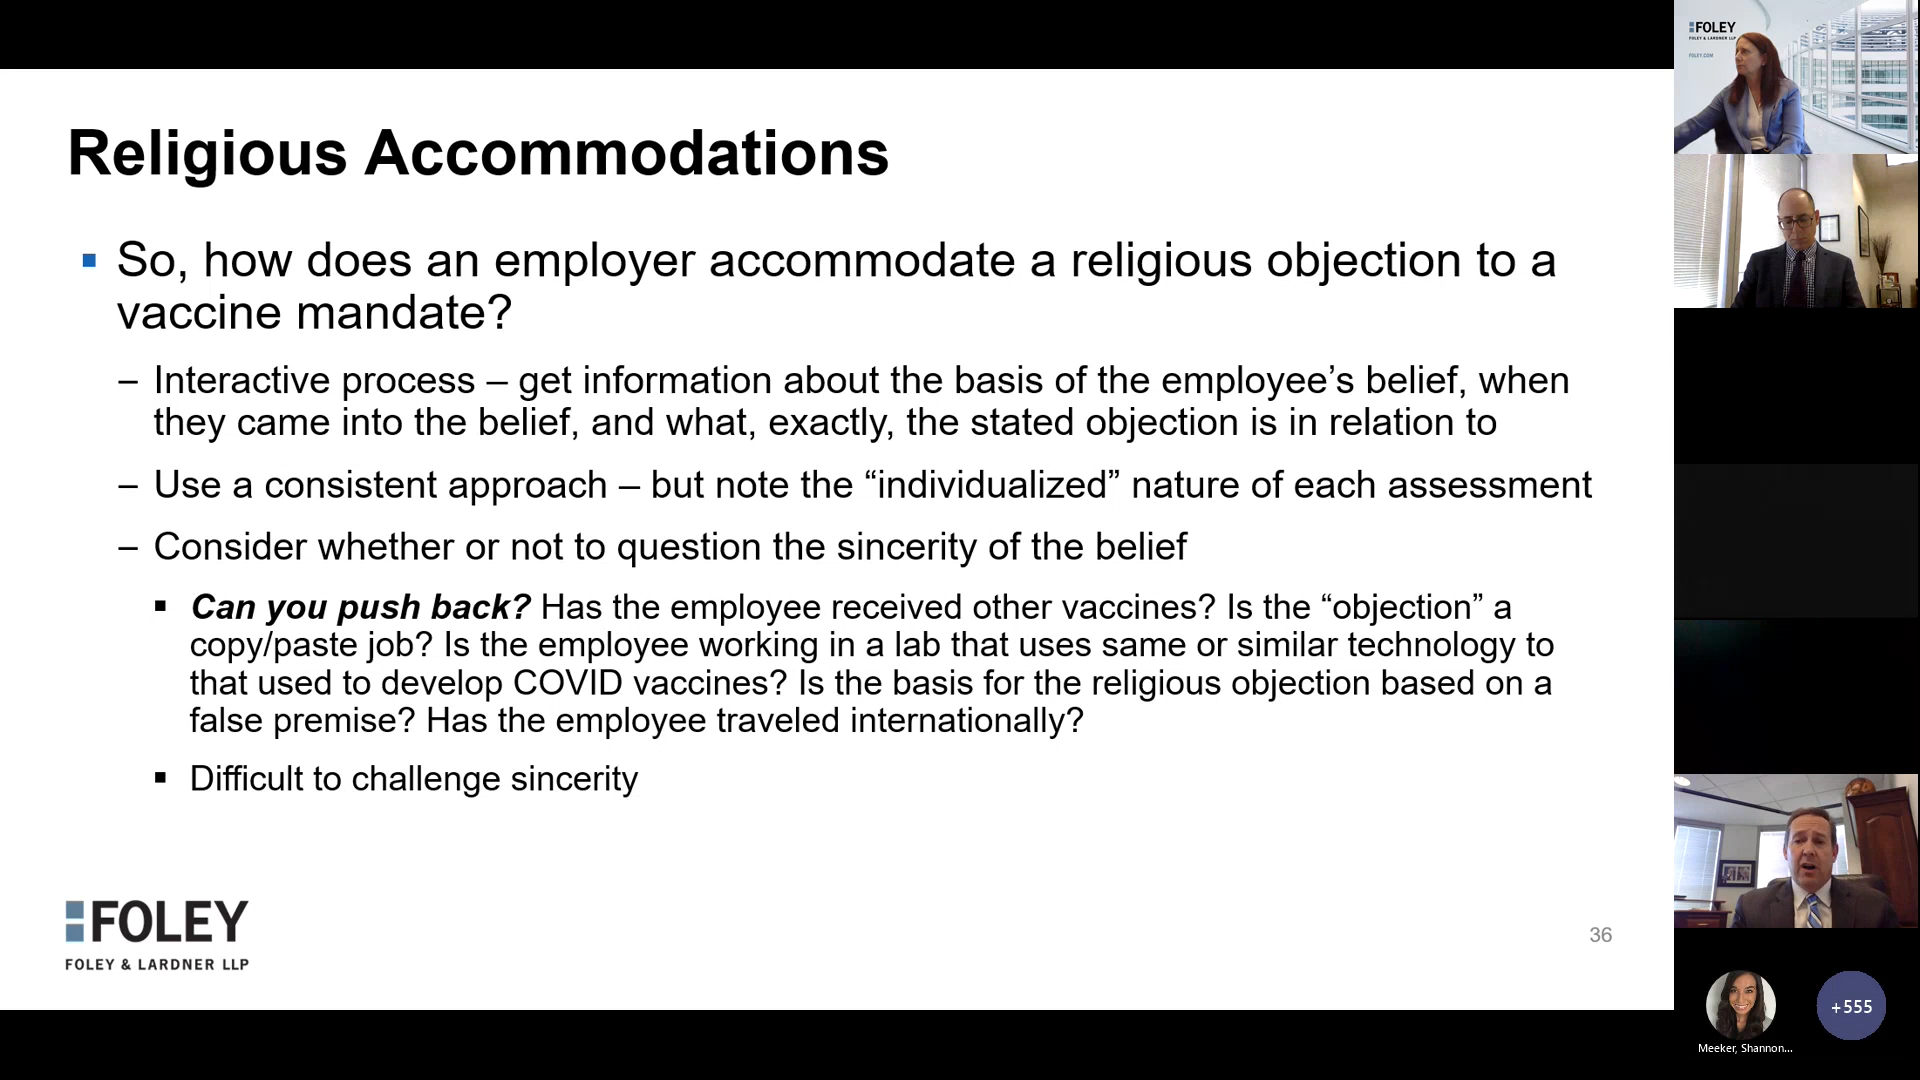 Religious Accommodations
▪ So, how does an employer accommodate a religious objection to a
vaccine mandate?
– Interactive process – get information about the basis of the employee’s belief, when
they came into the belief, and what, exactly, the stated objection is in relation to
– Use a consistent approach – but note the “individualized” nature of each assessment
– Consider whether or not to question the sincerity of the belief
▪ Can you push back? Has the employee received other vaccines? Is the “objection” a
copy/paste job? Is the employee working in a lab that uses same or similar technology to
that used to develop COVID vaccines? Is the basis for the religious objection based on a
false premise? Has the employee traveled internationally?
▪ Difficult to challenge sincerity
FOLEY
FOLEY & LARDNER LLP
36
FOLEY
FOLEY & LARDNER LLP
FOLEY.COM
+555
Meeker, Shannon...